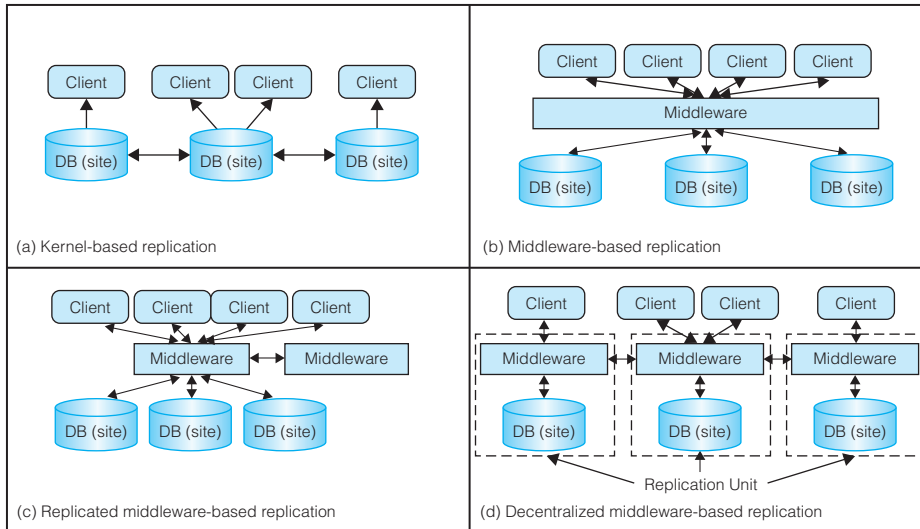 Client
Client
Client
Client
DB (site)
DB (site)
DB (site)
(a) Kernel-based replication
Client
Client
Client
Client
Middleware
DB (site)
DB (site)
DB (site)
(b) Middleware-based replication
Client
Client
Client
Client
Middleware
Middleware
DB (site)
DB (site)
DB (site)
(c) Replicated middleware-based replication
Client
Client
Client
Client
Middleware
Middleware
Middleware
DB (site)
DB (site)
DB (site)
Replication Unit
(d) Decentralized middleware-based replication